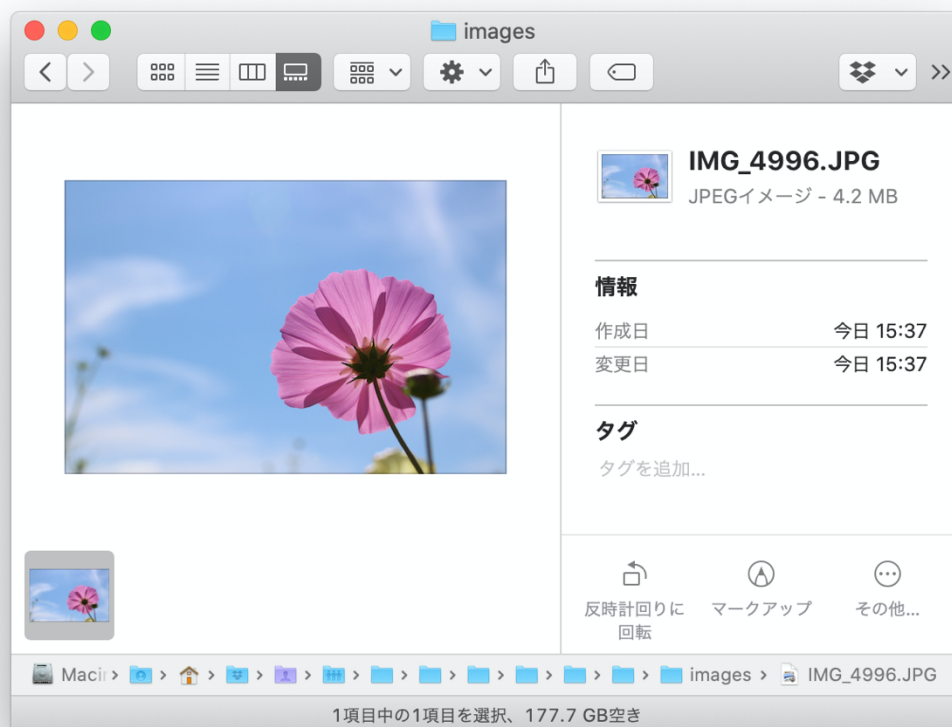 images
IMG_4996.JPG
JPEGイメージ - 4.2 MB
情報
作成日 今日 15:37
変更日 今日 15:37
タグ
タグを追加...
反時計回りに
回転
マークアップ
その他...
Macin
images
IMG_4996.JPG
1項目中の1項目を選択、177.7 GB空き